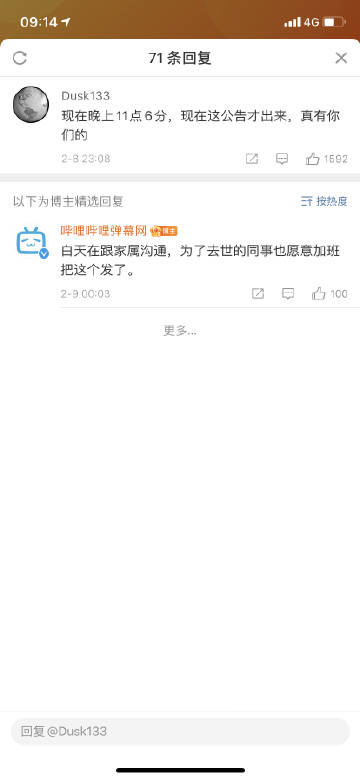 09:14
4G
71条回复
Dusk133
现在晚上11点6分，现在这公告才出来，真有你
们的
2-8 23:08
1592
以下为博主精选回复
按热度
哔哩哔哩弹幕网 博主
白天在跟家属沟通，为了去世的同事也愿意加班
把这个发了。
2-9 00:03
100
更多...
回复@Dusk133